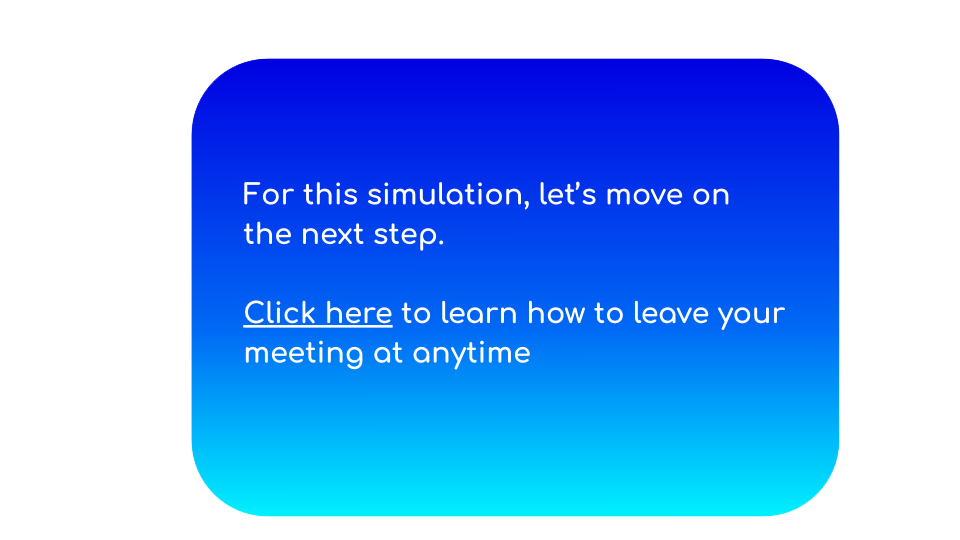 For this simulation, let’s move on
the next step.
Click here to learn how to leave your
meeting at anytime